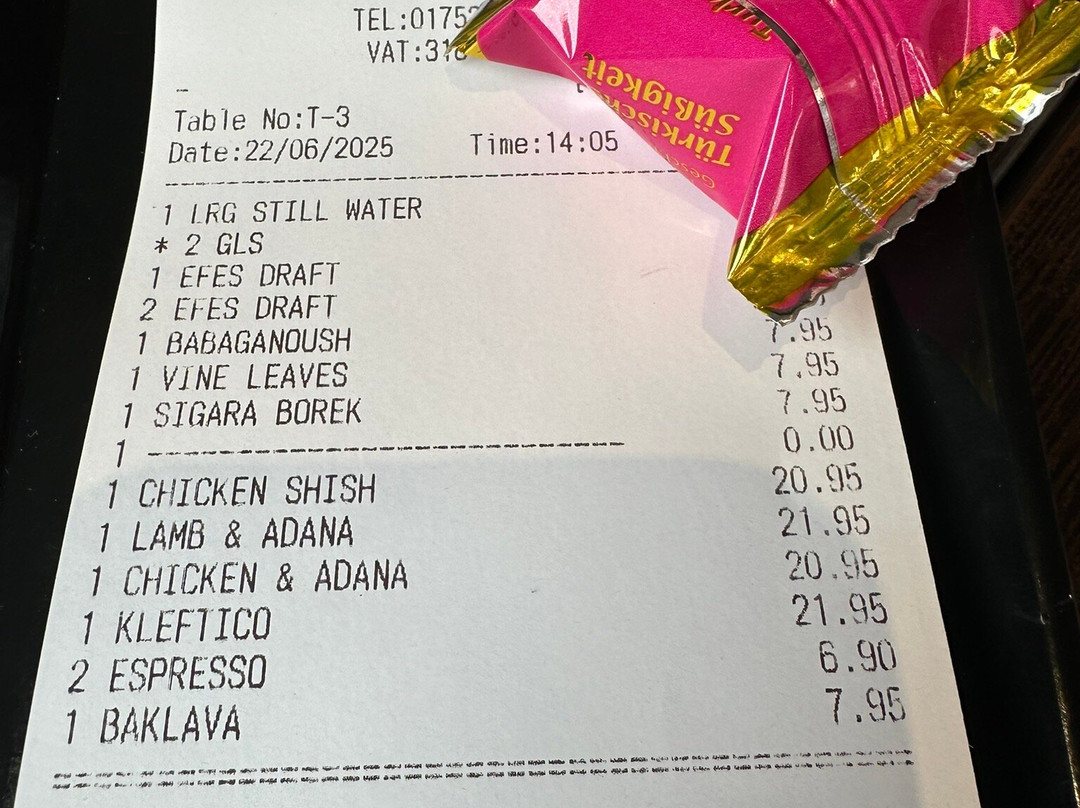 TEL:0175
VAT:31
Table No:T-3
Date:22/06/2025 Time:14:05
Türkisch
Süßigkeit
1 LRG STILL WATER
* 2 GLS
1 EFES DRAFT
2 EFES DRAFT
1 BABAGANOUSH 7.95
1 VINE LEAVES 7.95
1 SIGARA BOREK 7.95
1 ------------------------------ 0.00
1 CHICKEN SHISH 20.95
1 LAMB & ADANA 21.95
1 CHICKEN & ADANA 20.95
1 KLEFTICO 21.95
2 ESPRESSO 6.90
1 BAKLAVA 7.95